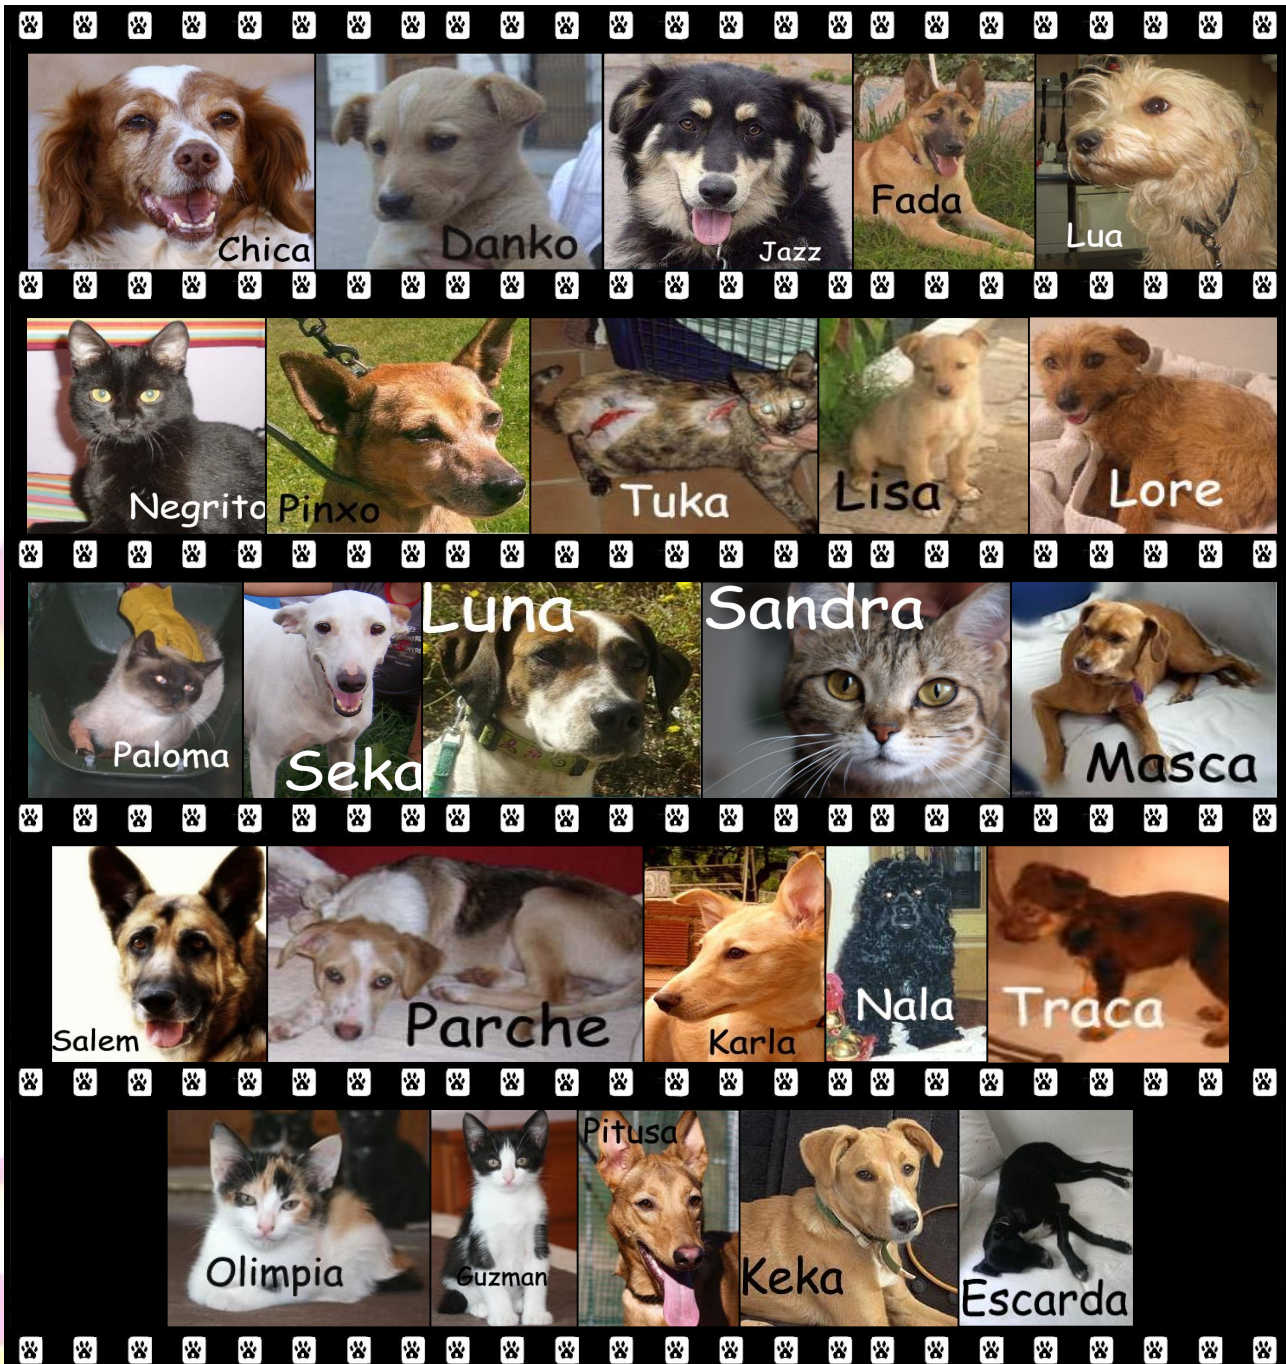 Chica
Danko
Jazz
Fada
Lua
Negrito
Pinxo
Tuka
Lisa
Lore
Paloma
Seka
Luna
Sandra
Masca
Salem
Parche
Karla
Nala
Traca
Olimpia
Guzman
Pitusa
Keka
Escarda